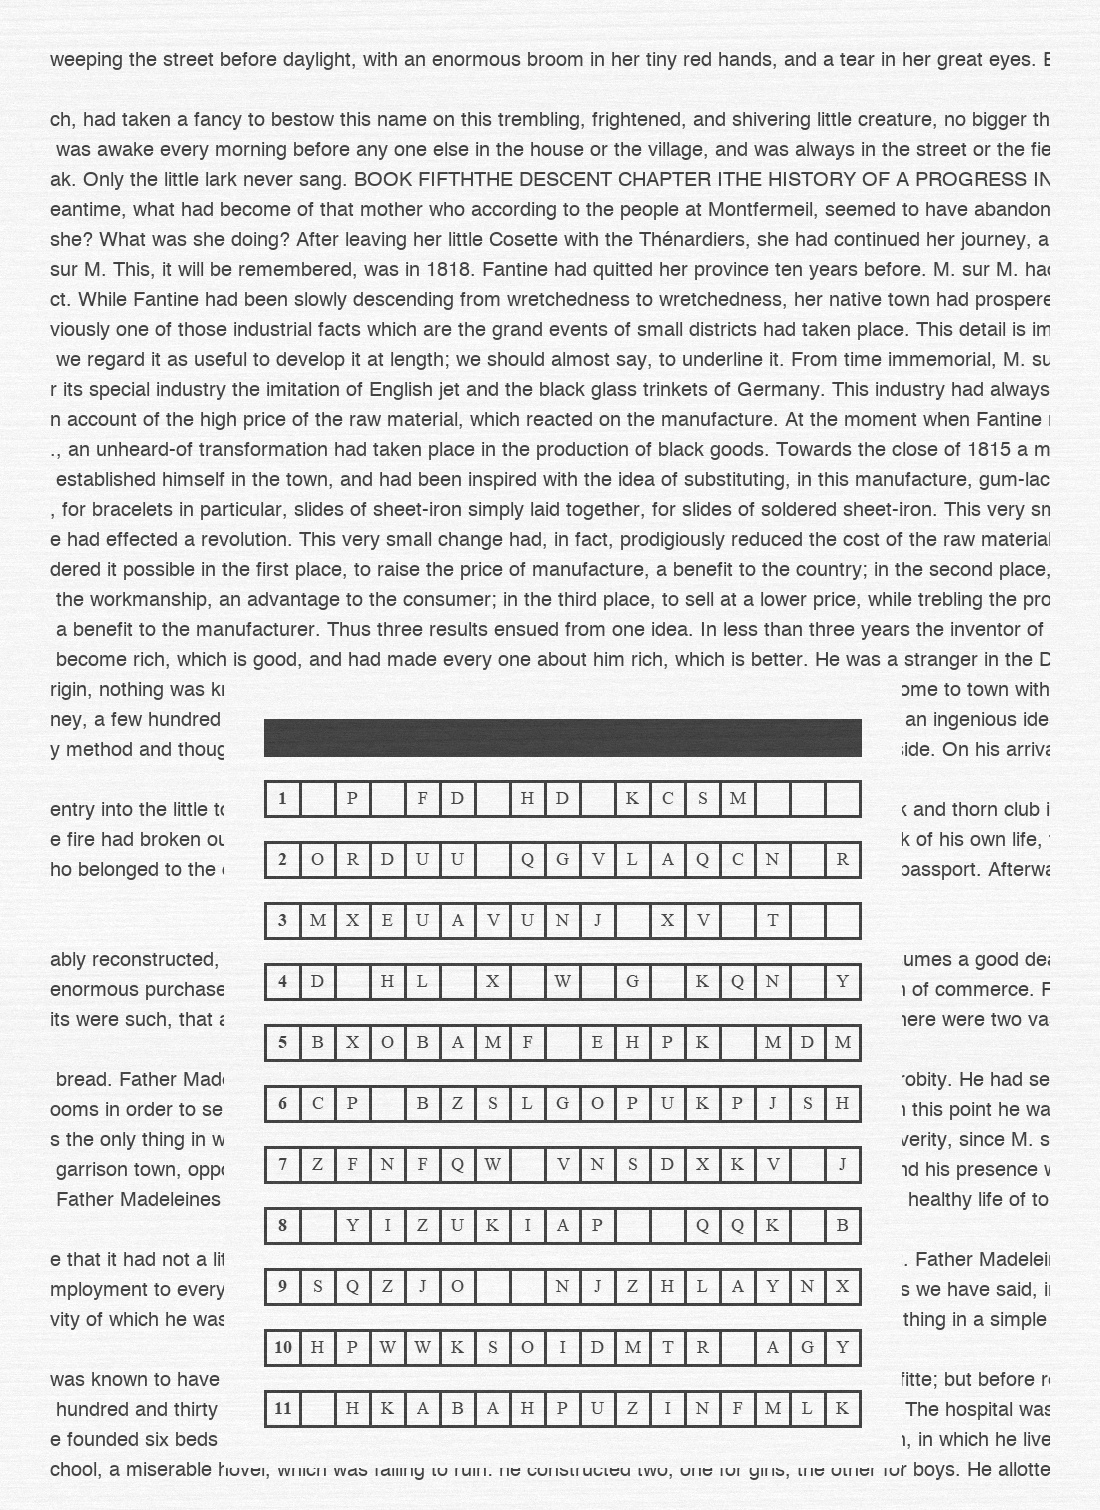 weeping the street before daylight, with an enormous broom in her tiny red hands, and a tear in her great eyes.
ch, had taken a fancy to bestow this name on this trembling, frightened, and shivering little creature, no bigger th
was awake every morning before any one else in the house or the village, and was always in the street or the fie
ak. Only the little lark never sang. BOOK FIFTHTHE DESCENT CHAPTER ITHE HISTORY OF A PROGRESS IN
eantime, what had become of that mother who according to the people at Montfermeil, seemed to have abandon
she? What was she doing? After leaving her little Cosette with the Thénardiers, she had continued her journey, a
sur M. This, it will be remembered, was in 1818. Fantine had quitted her province ten years before. M. sur M. had
ct. While Fantine had been slowly descending from wretchedness to wretchedness, her native town had prospere
viously one of those industrial facts which are the grand events of small districts had taken place. This detail is im
we regard it as useful to develop it at length; we should almost say, to underline it. From time immemorial, M. su
r its special industry the imitation of English jet and the black glass trinkets of Germany. This industry had always
n account of the high price of the raw material, which reacted on the manufacture. At the moment when Fantine
., an unheard-of transformation had taken place in the production of black goods. Towards the close of 1815 a m
established himself in the town, and had been inspired with the idea of substituting, in this manufacture, gum-lac
, for bracelets in particular, slides of sheet-iron simply laid together, for slides of soldered sheet-iron. This very sm
e had effected a revolution. This very small change had, in fact, prodigiously reduced the cost of the raw material
dered it possible in the first place, to raise the price of manufacture, a benefit to the country; in the second place,
the workmanship, an advantage to the consumer; in the third place, to sell at a lower price, while trebling the pro
a benefit to the manufacturer. Thus three results ensued from one idea. In less than three years the inventor of
become rich, which is good, and had made every one about him rich, which is better. He was a stranger in the D
rigin, nothing was kr ome to town with
ney, a few hundred an ingenious ide
y method and thoug side. On his arriva
entry into the little to k and thorn club i
e fire had broken ou k of his own life,
ho belonged to the passport. Afterwa
ably reconstructed, umes a good dea
enormous purchase n of commerce. F
its were such, that a here were two va
bread. Father Made robity. He had se
ooms in order to se n this point he wa
s the only thing in w verity, since M. s
garrison town, oppo nd his presence w
Father Madeleines healthy life of to
e that it had not a lit . Father Madelein
mployment to every s we have said, in
vity of which he was thing in a simple
was known to have fitte; but before re
hundred and thirty The hospital was
e founded six beds n, in which he live
chool, a miserable hovel, which was falling to ruin. he constructed two, one for girls, the other for boys. He allotte
1 P F D H D K C S M
2 O R D U U Q G V L A Q C N R
3 M X E U A V U N J X V T
4 D H L X W G K Q N Y
5 B X O B A M F E H P K M D M
6 C P B Z S L G O P U K P J S H
7 Z F N F Q W V N S D X K V J
8 Y I Z U K I A P Q Q K B
9 S Q Z J O N J Z H L A Y N X
10 H P W W K S O I D M T R A G Y
11 H K A B A H P U Z I N F M L K